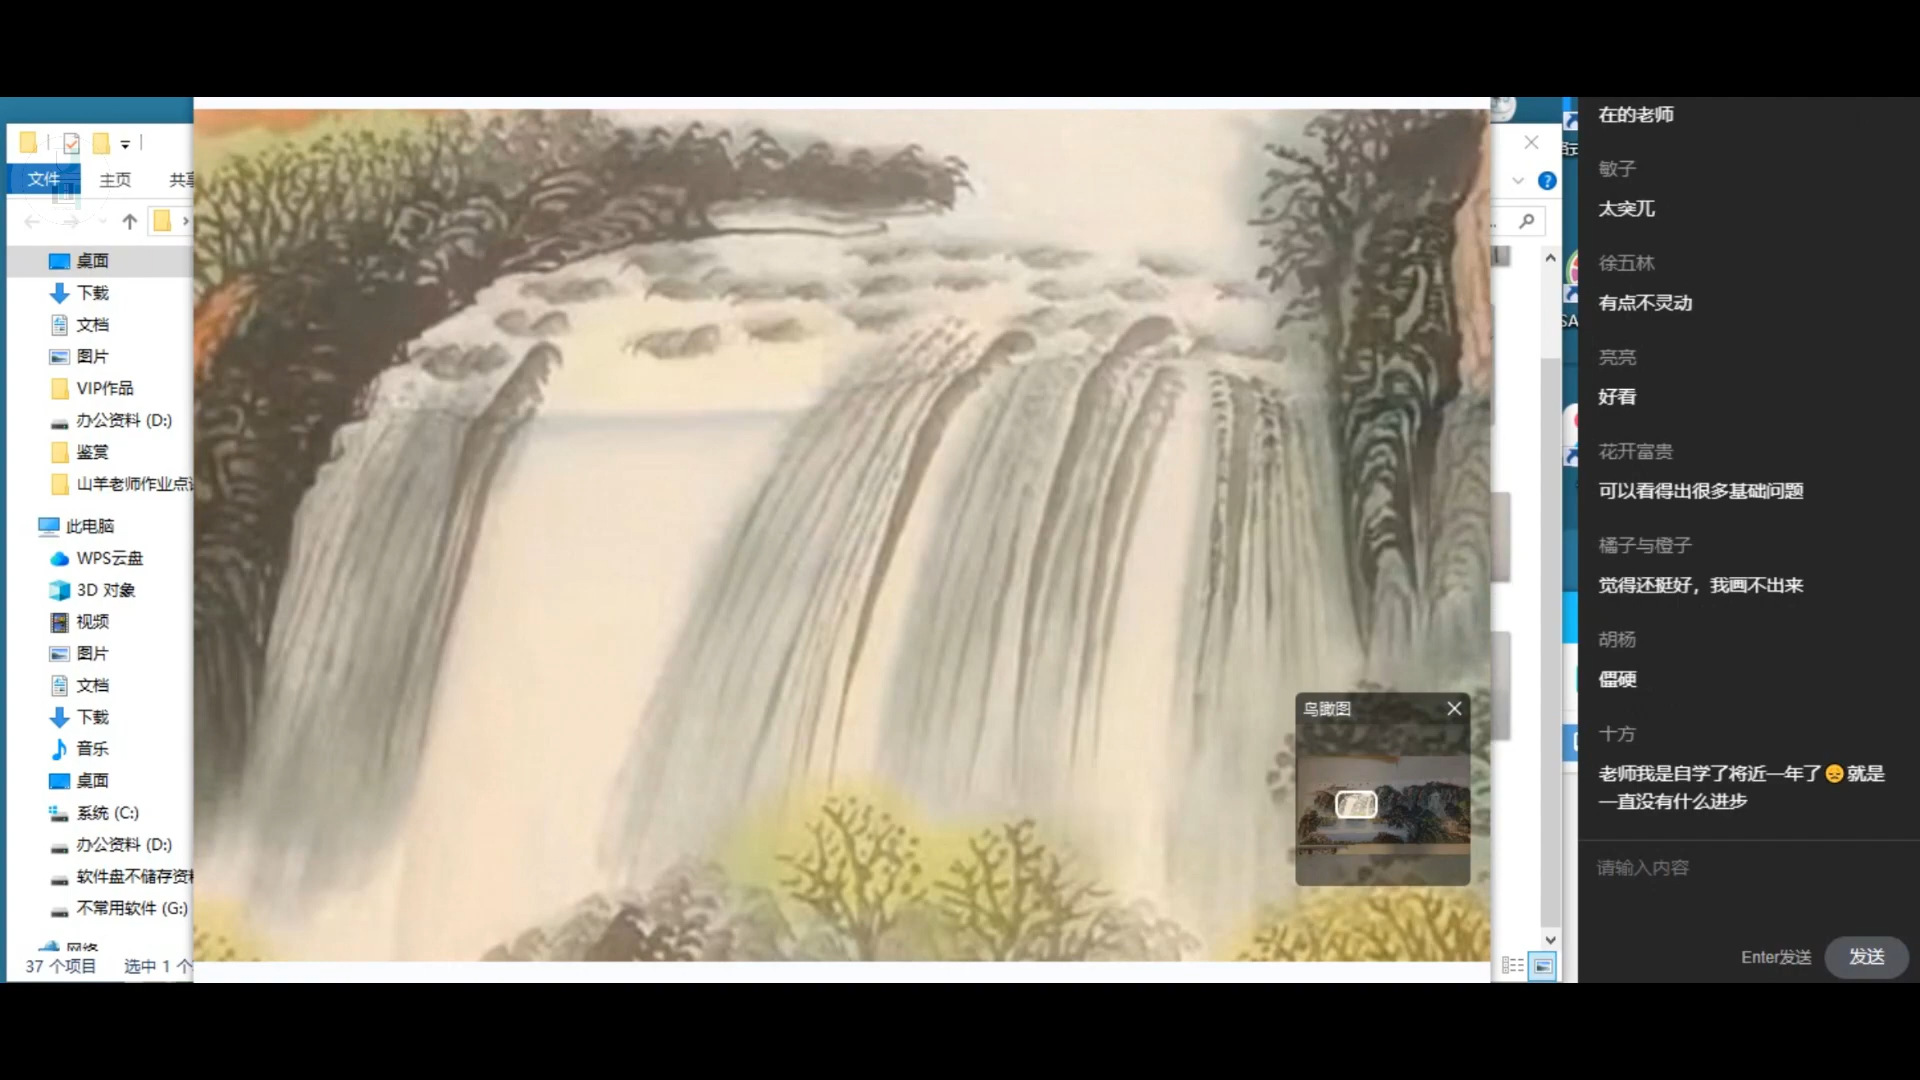 文件
主页
共享
桌面
下载
文档
图片
VIP作品
办公资料 (D:)
鉴赏
山羊老师作业点评
此电脑
WPS云盘
3D 对象
视频
图片
文档
下载
音乐
桌面
系统 (C:)
办公资料 (D:)
软件盘不储存资料
不常用软件 (G:)
网络
37 个项目
选中 1 个
鸟瞰图
在的老师
敏子
太突兀
徐五林
有点不灵动
亮亮
好看
花开富贵
可以看得出很多基础问题
橘子与橙子
觉得还挺好，我画不出来
胡杨
僵硬
十方
老师我是自学了将近一年了😞就是
一直没有什么进步
请输入内容
Enter发送
发送